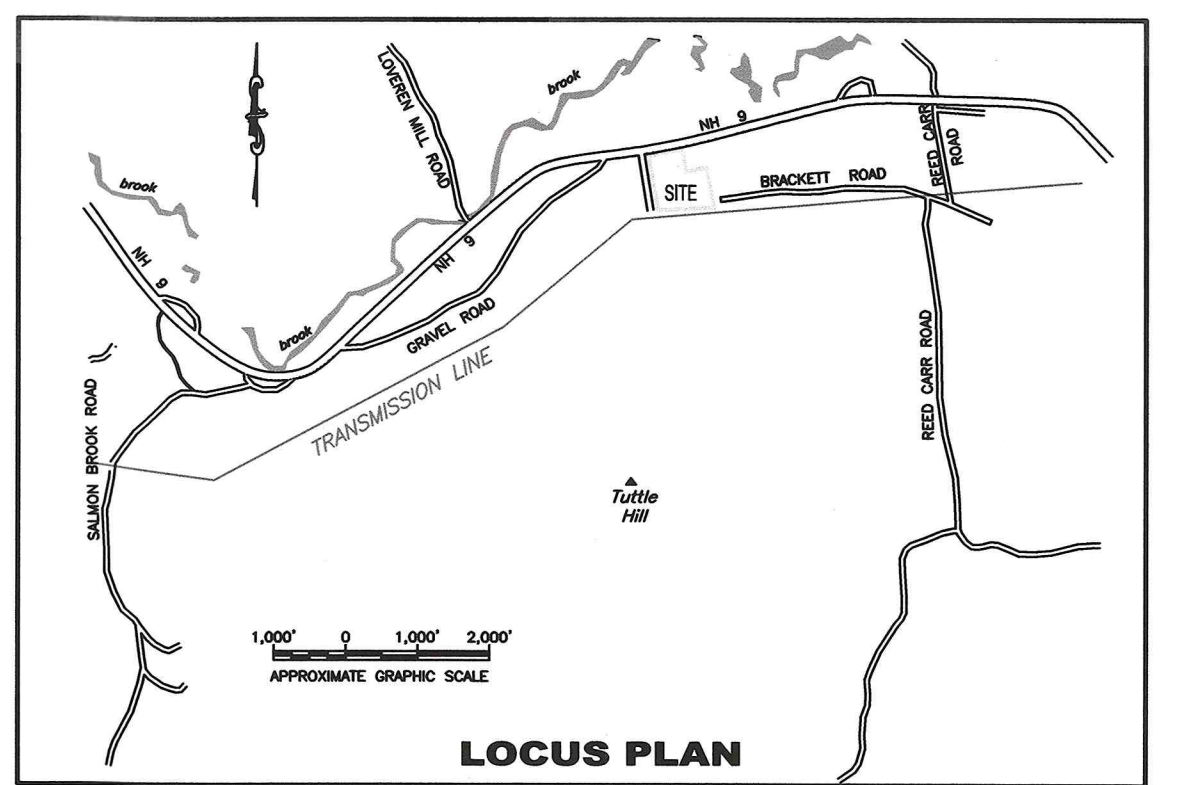 LOVEREN MILL ROAD
brook
NH 9
REED CARR
ROAD
brook
SITE
BRACKETT ROAD
NH 9
NH 9
brook
GRAVEL ROAD
TRANSMISSION LINE
REED CARR ROAD
SALMON BROOK ROAD
Tuttle
Hill
1,000' 0 1,000' 2,000'
APPROXIMATE GRAPHIC SCALE
LOCUS PLAN